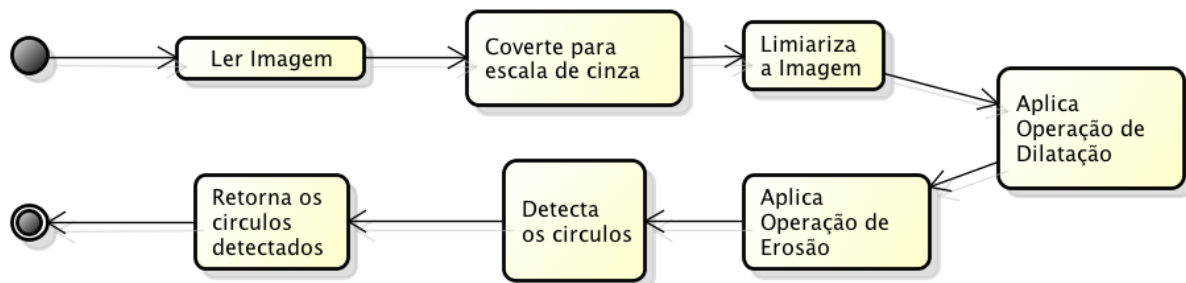 Ler Imagem
Coverte para
escala de cinza
Limiariza
a Imagem
Aplica
Operação de
Dilatação
Aplica
Operação de
Erosão
Detecta
os circulos
Retorna os
circulos
detectados